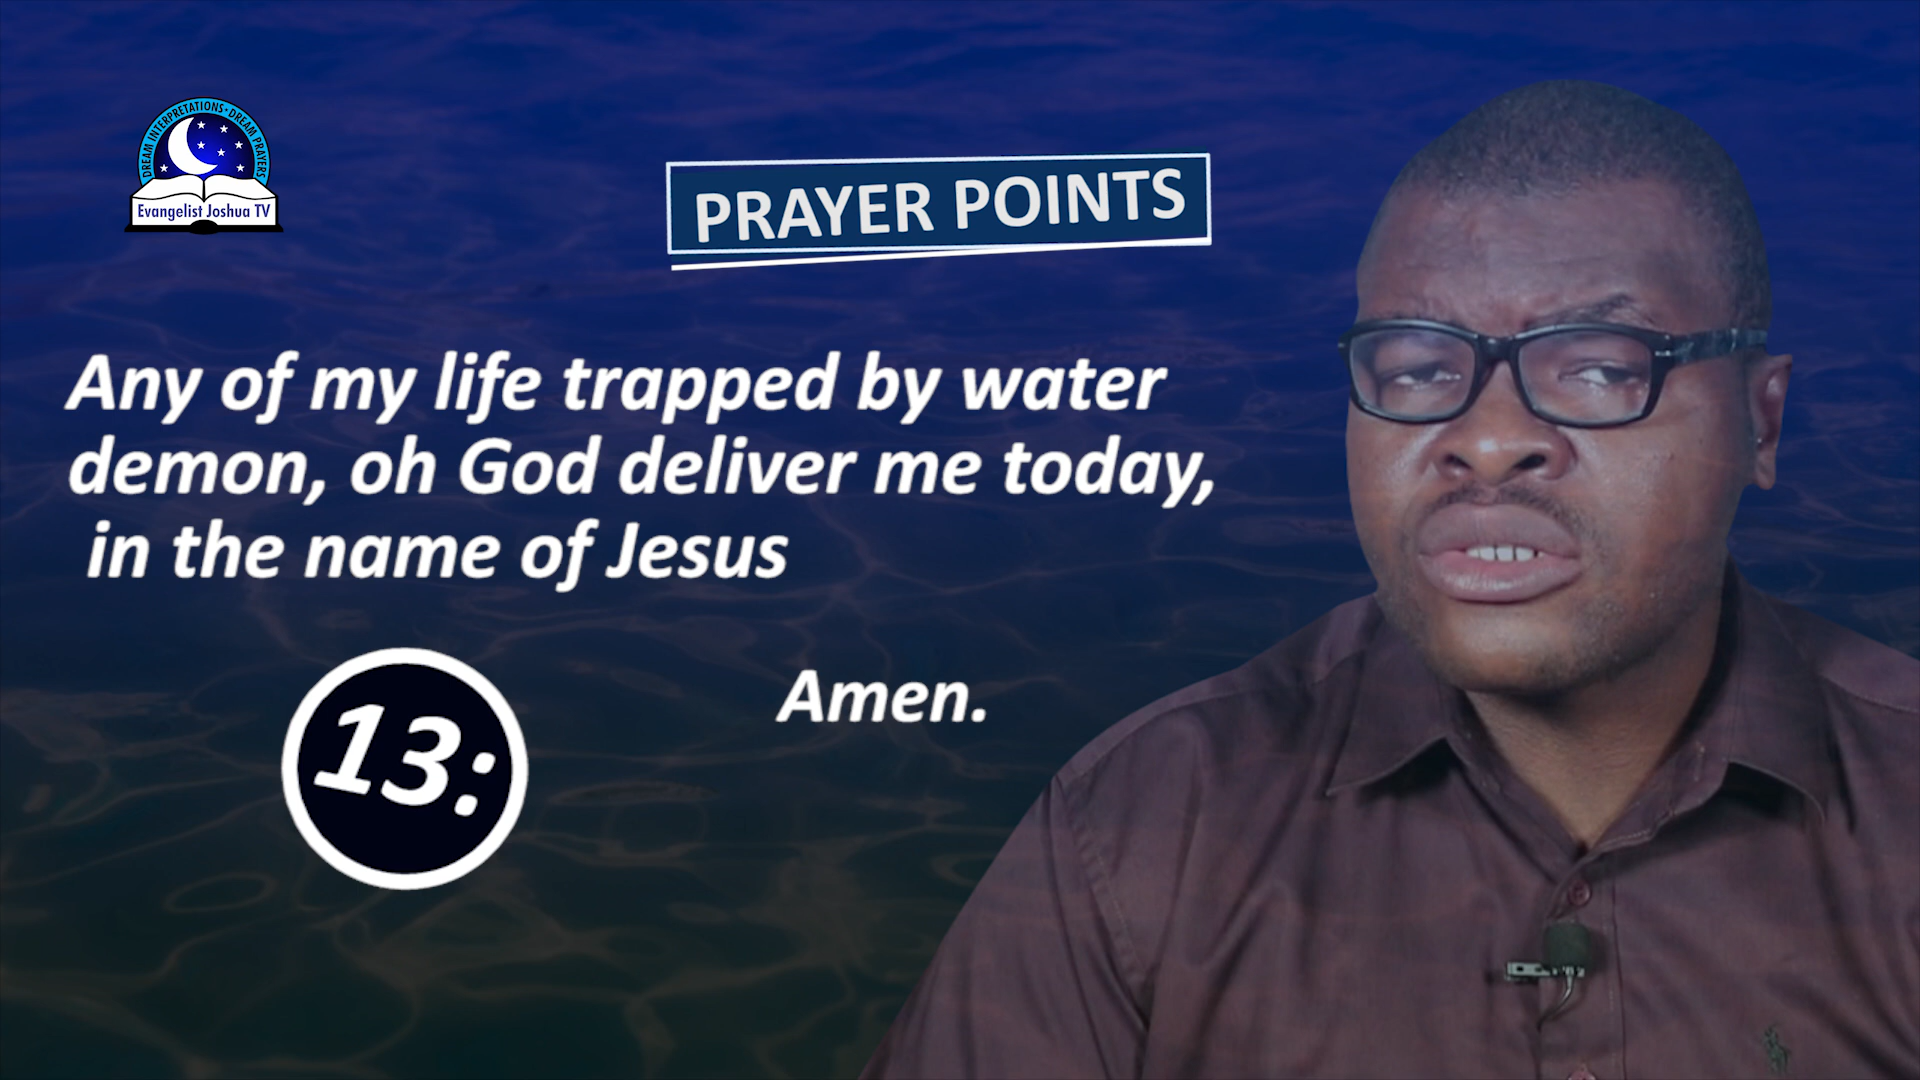 DREAM INTERPRETATIONS · DREAM PRAYERS
Evangelist Joshua TV
PRAYER POINTS
Any of my life trapped by water
demon, oh God deliver me today,
in the name of Jesus
Amen.
13: